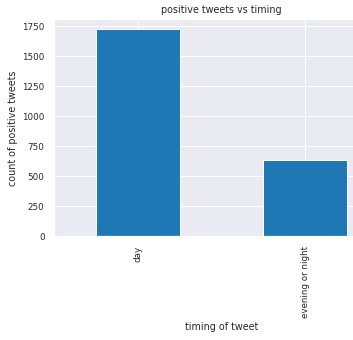 positive tweets vs timing
1750
1500
1250
1000
750
500
250
0
count of positive tweets
day
evening or night
timing of tweet